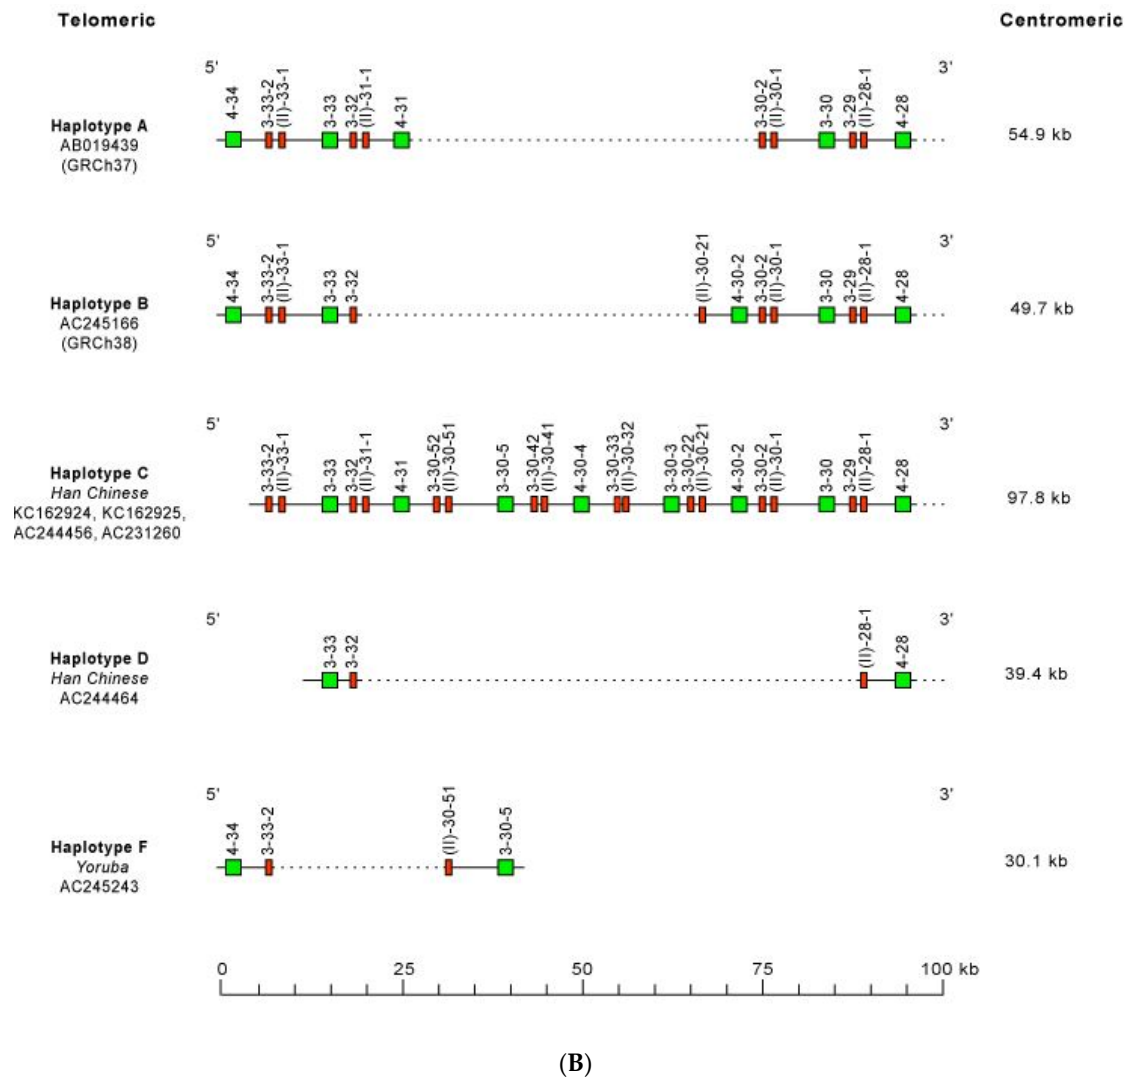 Telomeric
Centromeric
5'
3'
4-34
3-33-2
(II)-33-1
3-33
3-32
(II)-31-1
4-31
3-30-2
(II)-30-1
3-30
3-29
(II)-28-1
4-28
Haplotype A
AB019439
(GRCh37)
54.9 kb
5'
3'
4-34
3-33-2
(II)-33-1
3-33
3-32
(II)-30-21
4-30-2
3-30-2
(II)-30-1
3-30
3-29
(II)-28-1
4-28
Haplotype B
AC245166
(GRCh38)
49.7 kb
5'
3'
3-33-2
(II)-33-1
3-33
3-32
(II)-31-1
4-31
3-30-52
(II)-30-51
3-30-5
3-30-42
(II)-30-41
4-30-4
3-30-33
(II)-30-32
3-30-3
3-30-22
(II)-30-21
4-30-2
3-30-2
(II)-30-1
3-30
3-29
(II)-28-1
4-28
Haplotype C
Han Chinese
KC162924, KC162925,
AC244456, AC231260
97.8 kb
5'
3'
3-33
3-32
(II)-28-1
4-28
Haplotype D
Han Chinese
AC244464
39.4 kb
5'
3'
4-34
3-33-2
(II)-30-51
3-30-5
Haplotype F
Yoruba
AC245243
30.1 kb
0 25 50 75 100 kb
(B)